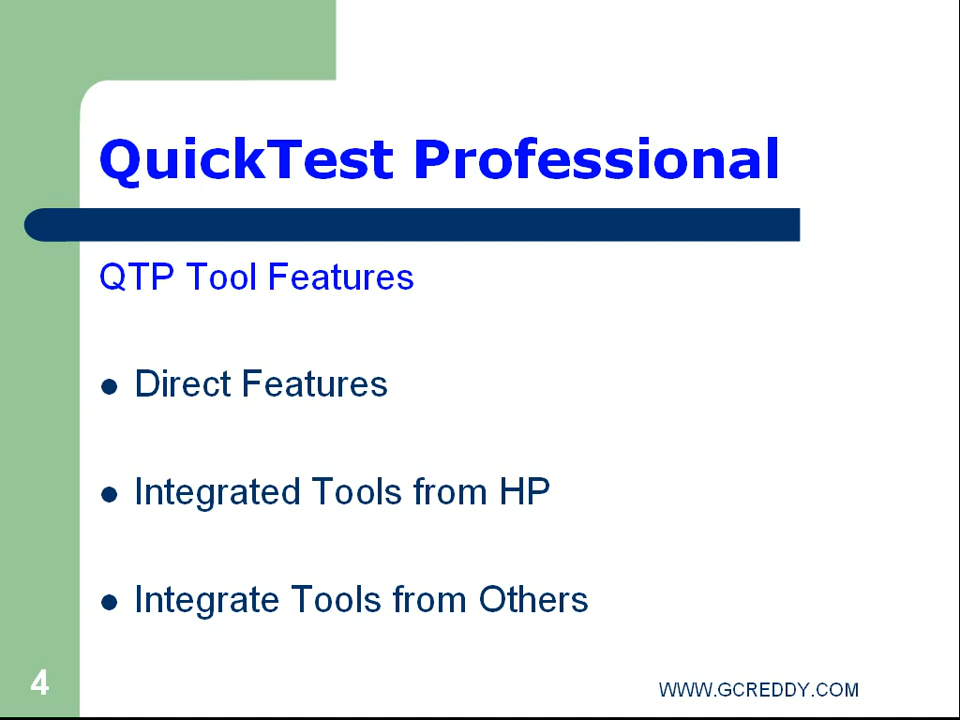 QuickTest Professional
QTP Tool Features
● Direct Features
● Integrated Tools from HP
● Integrate Tools from Others
4
WWW.GCREDDY.COM